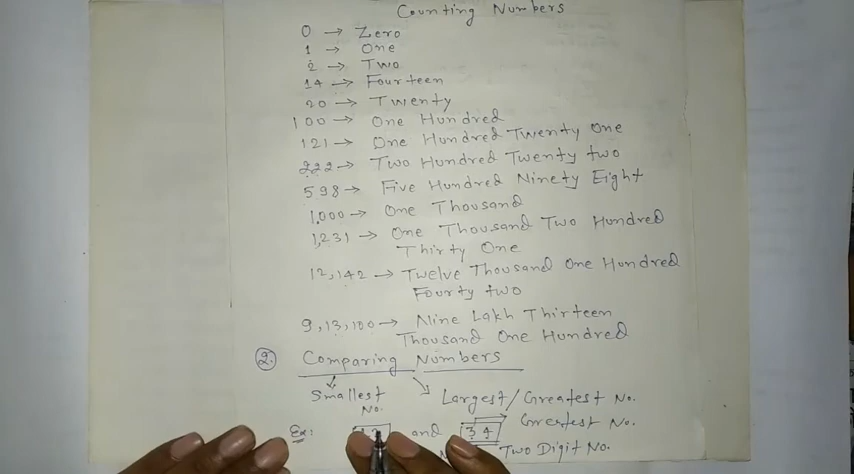 Counting Numbers
0 → Zero
1 → One
2 → Two
14 → Fourteen
20 → Twenty
100 → One Hundred
121 → One Hundred Twenty One
222 → Two Hundred Twenty two
598 → Five Hundred Ninety Eight
1,000 → One Thousand
1,231 → One Thousand Two Hundred
Thirty One
12,142 → Twelve Thousand One Hundred
Fourty two
9,13,100 → Nine Lakh Thirteen
Thousand One Hundred
2. Comparing Numbers
Smallest
No.
Largest/Greatest No.
Greatest No.
Ex: and 34
Two Digit No.